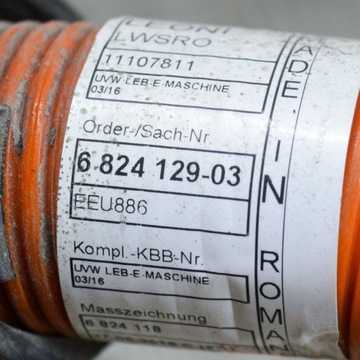 LEONI
LWSRO
11107811
UVW LEB-E-MASCHINE
03/16
Order-/Sach-Nr.
6 824 129-03
EEU886
Kompl.-KBB-Nr.
UVW LEB-E-MASCHINE
03/16
Masszeichnung
6 824 118
MADE IN ROMAN